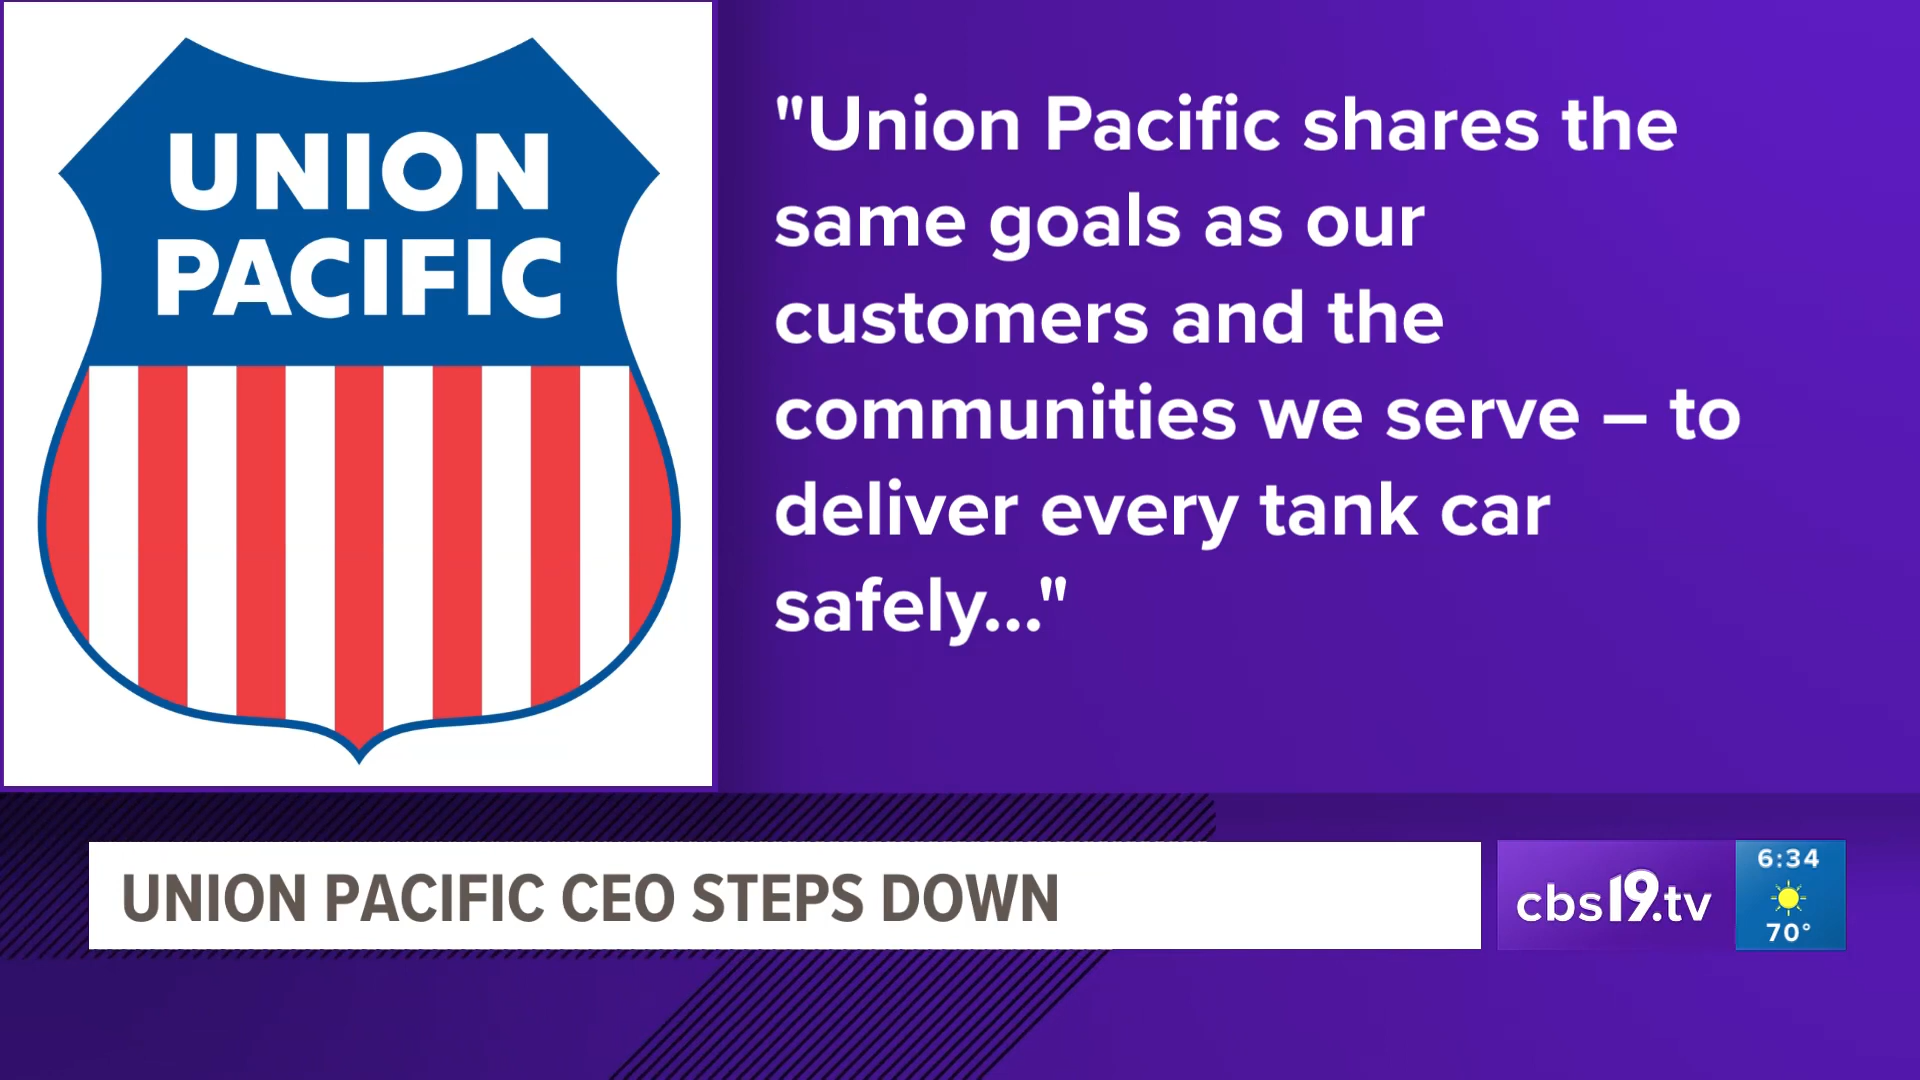 UNION
PACIFIC
"Union Pacific shares the
same goals as our
customers and the
communities we serve – to
deliver every tank car
safely..."
UNION PACIFIC CEO STEPS DOWN
cbs19.tv
6:34
70°